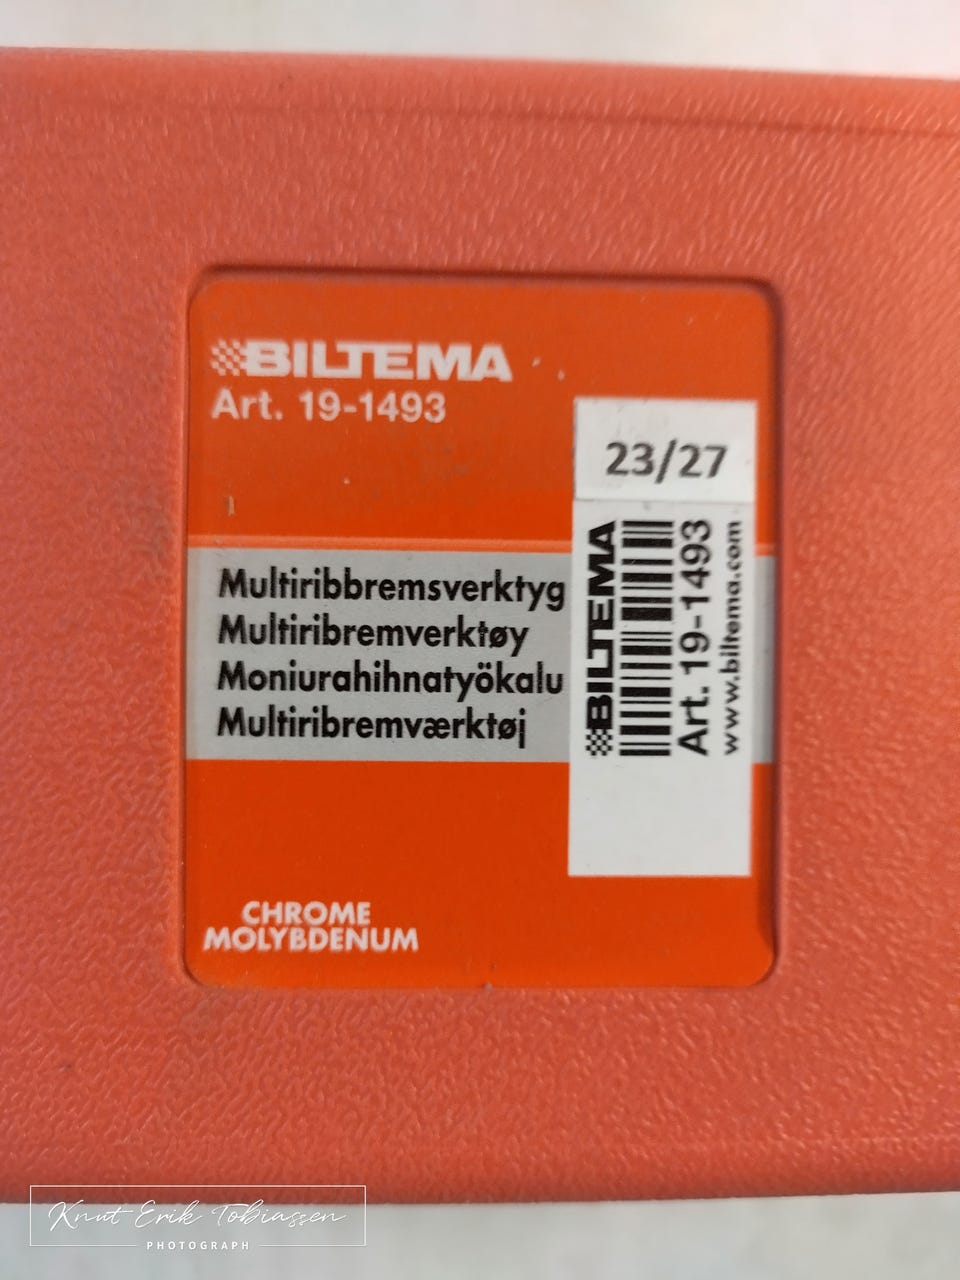 BILTEMA
Art. 19-1493
23/27
Multiribbremsverktyg
Multiribremverktøy
Moniurahihnatyökalu
Multiribremværktøj
BILTEMA
Art. 19-1493
www.biltema.com
CHROME
MOLYBDENUM
Knut Erik Tobiassen
PHOTOGRAPH